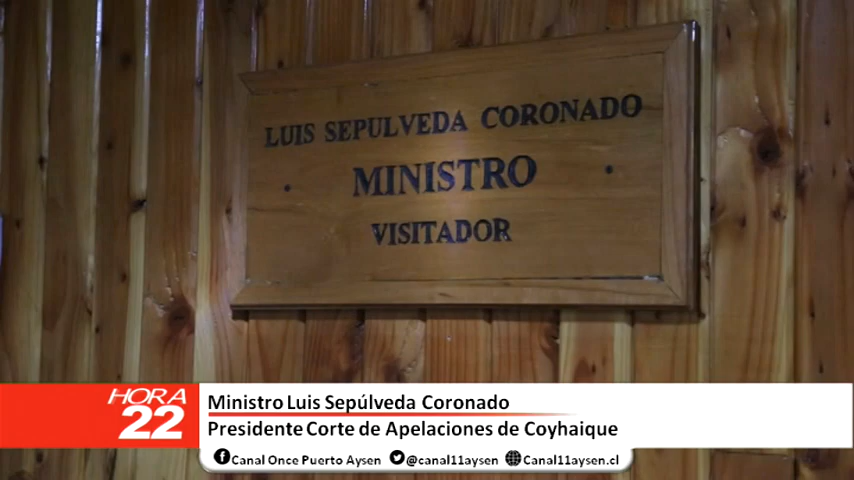 LUIS SEPULVEDA CORONADO
• MINISTRO •
VISITADOR
HORA
22
Ministro Luis Sepúlveda Coronado
Presidente Corte de Apelaciones de Coyhaique
Canal Once Puerto Aysen @canal11aysen Canal11aysen.cl